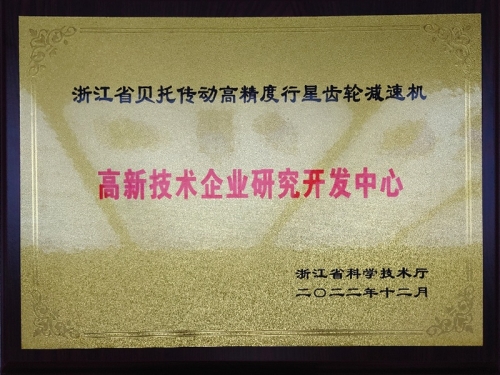 浙江省贝托传动高精度行星齿轮减速机
高新技术企业研究开发中心
浙江省科学技术厅
二〇二二年十二月